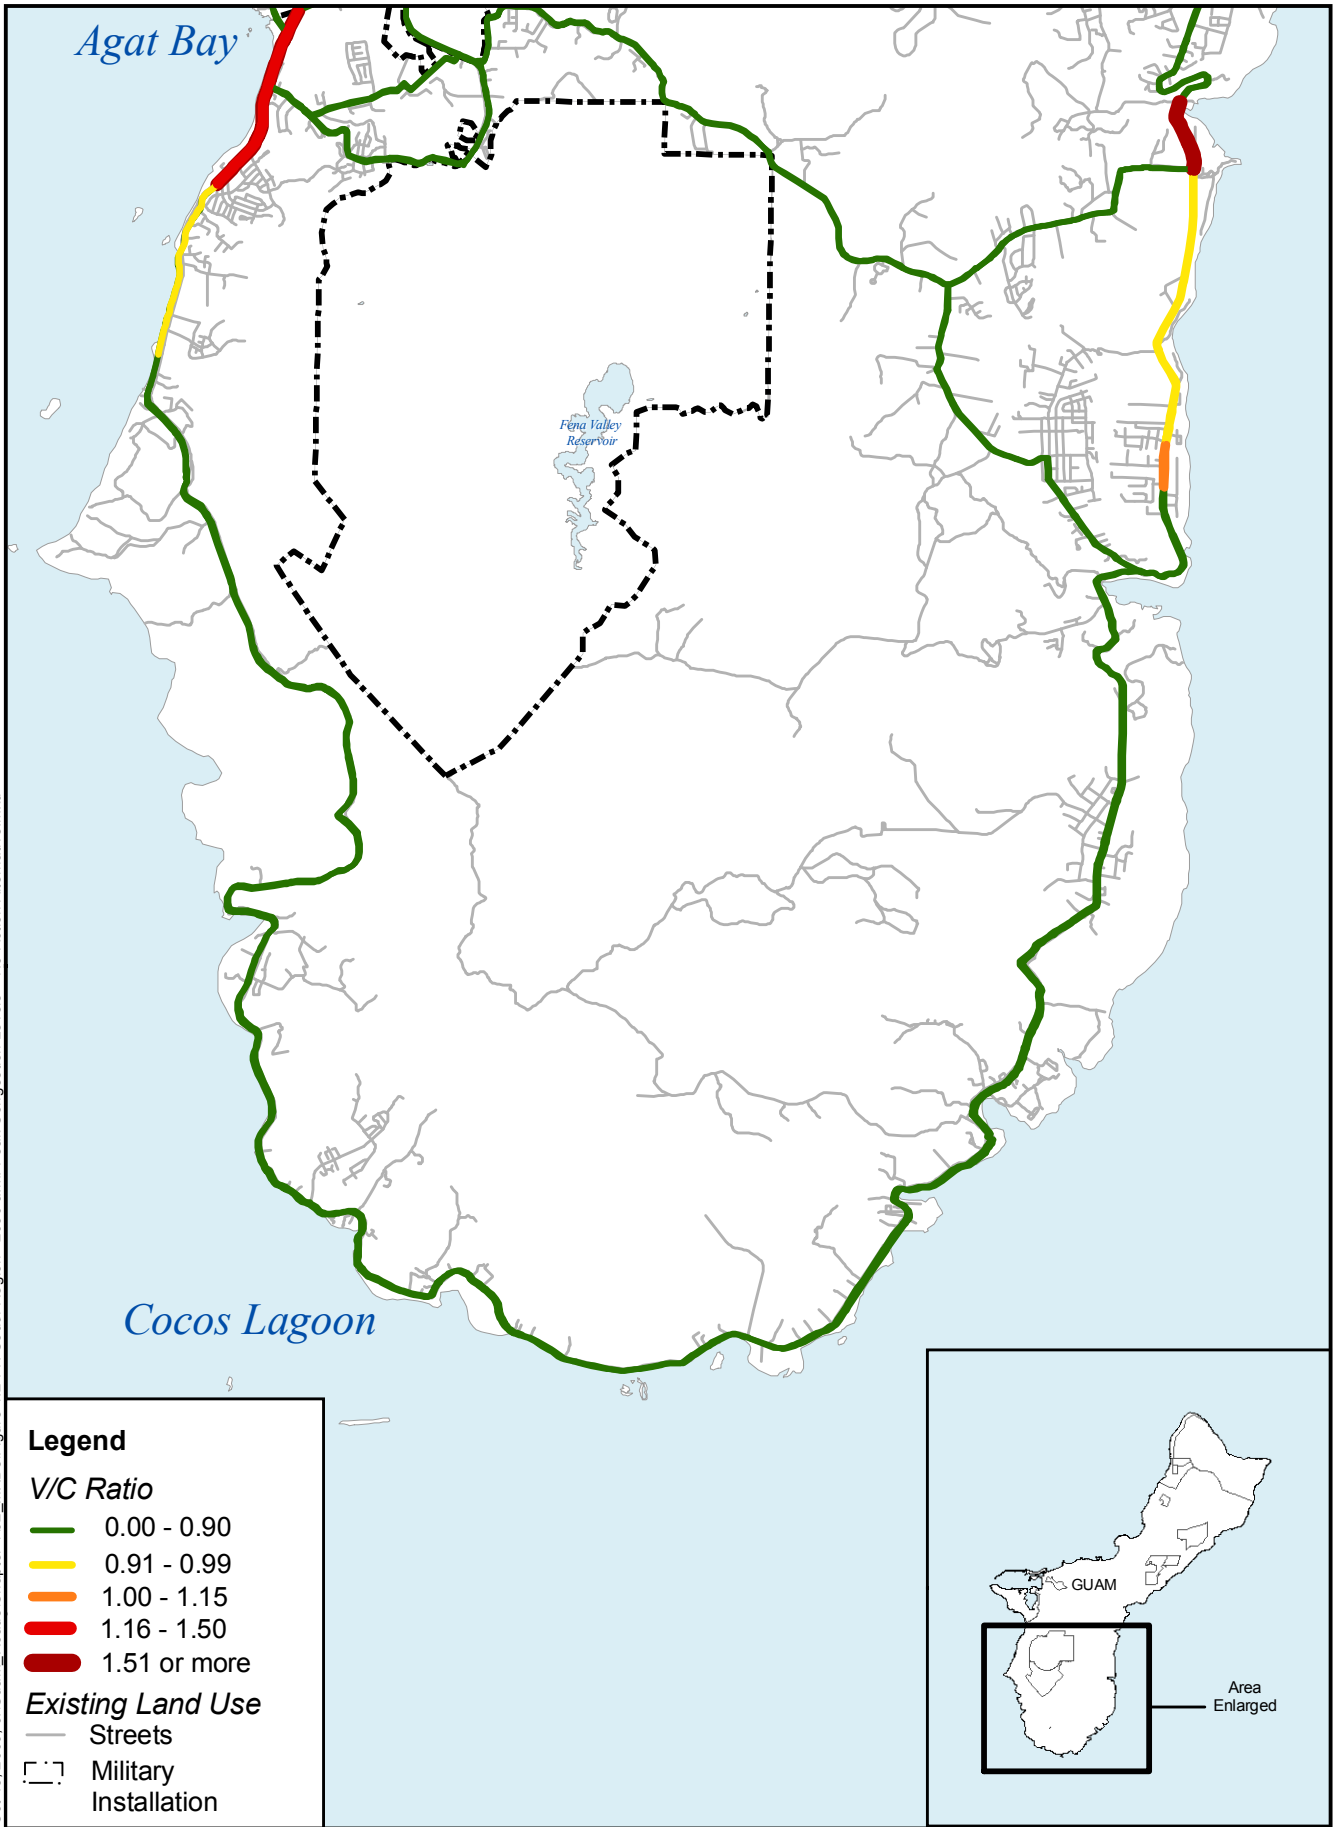 Agat Bay
Fena Valley
Reservoir
Cocos Lagoon
Legend
V/C Ratio
0.00 - 0.90
0.91 - 0.99
1.00 - 1.15
1.16 - 1.50
1.51 or more
Existing Land Use
Streets
Military
Installation
GUAM
Area
Enlarged